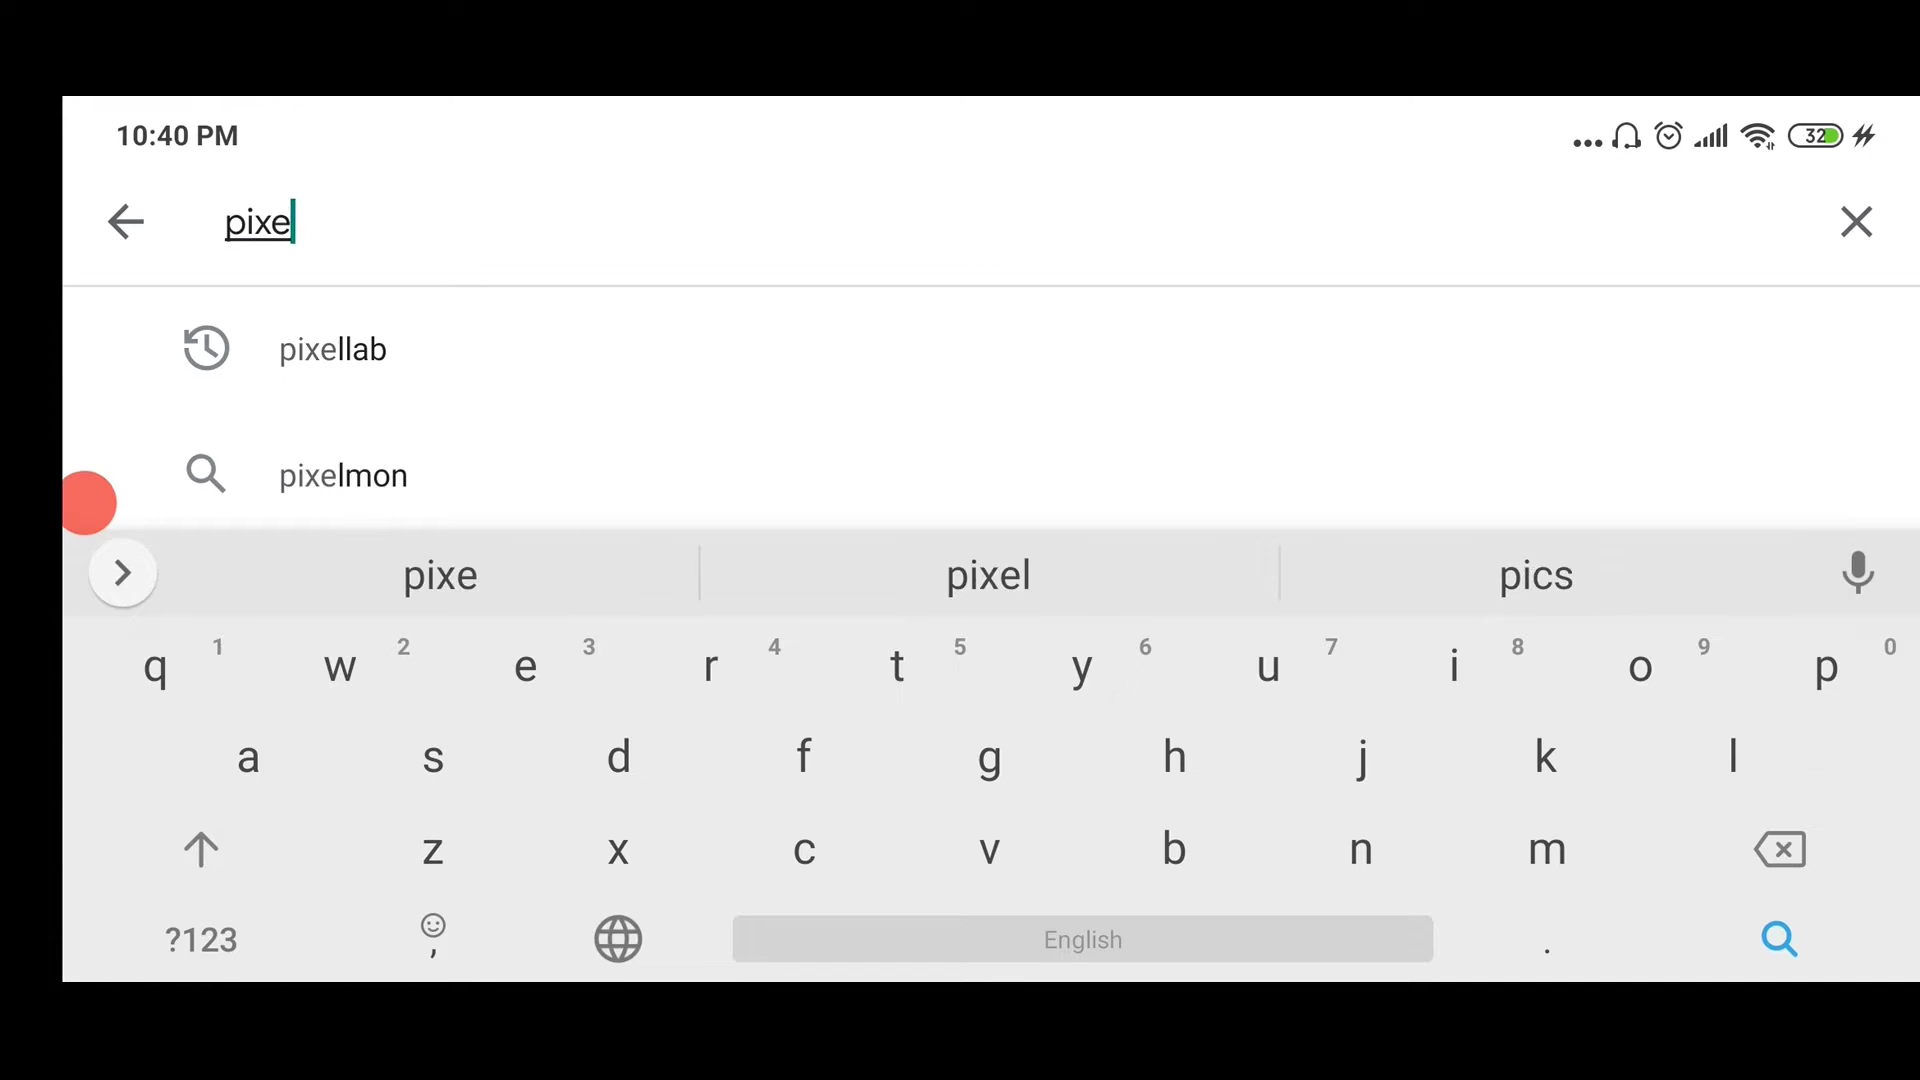 10:40 PM 32
pixe
pixellab
pixelmon
pixe pixel pics
1 2 3 4 5 6 7 8 9 0
q w e r t y u i o p
a s d f g h j k l
z x c v b n m
?123 , English .